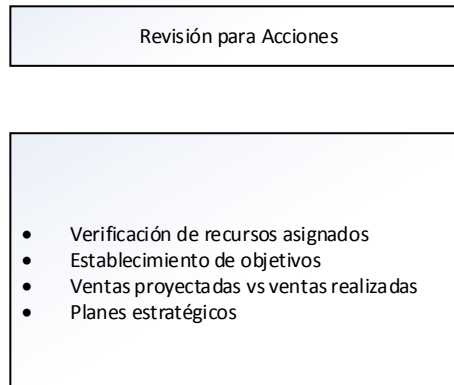 Revisión para Acciones
• Verificación de recursos asignados
• Establecimiento de objetivos
• Ventas proyectadas vs ventas realizadas
• Planes estratégicos